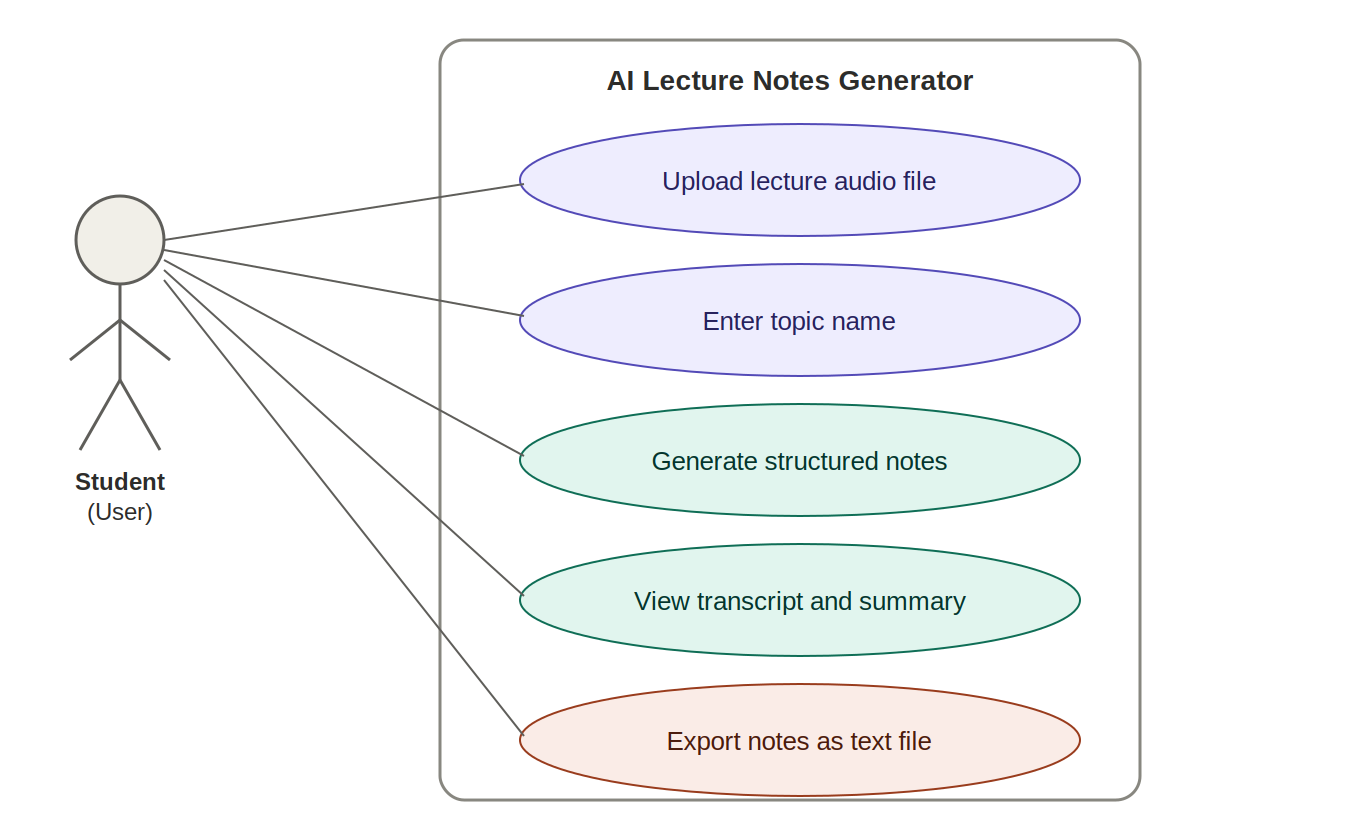 AI Lecture Notes Generator
Upload lecture audio file
Enter topic name
Generate structured notes
View transcript and summary
Export notes as text file
Student
(User)